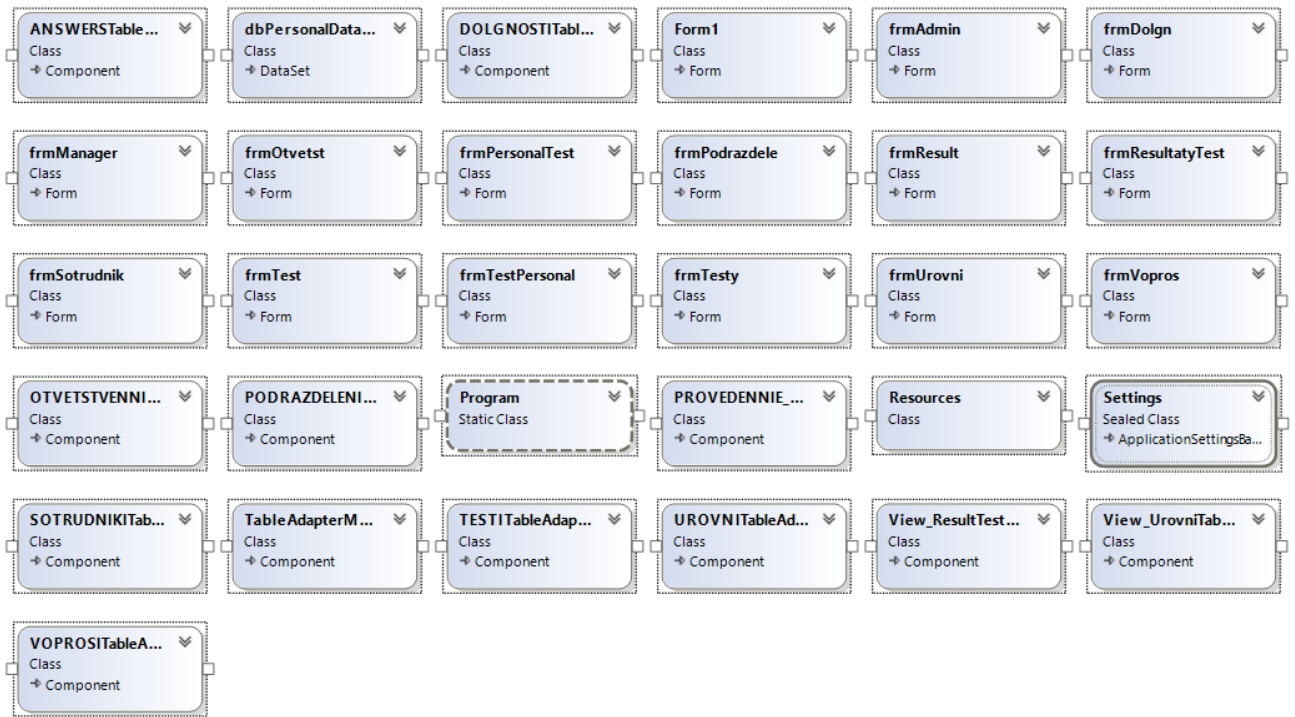 ANSWERSTable...
Class
Component
dbPersonalData...
Class
DataSet
DOLGNOSTITabl...
Class
Component
Form1
Class
Form
frmAdmin
Class
Form
frmDolgn
Class
Form
frmManager
Class
Form
frmOtvetst
Class
Form
frmPersonalTest
Class
Form
frmPodrazdele
Class
Form
frmResult
Class
Form
frmResultatyTest
Class
Form
frmSotrudnik
Class
Form
frmTest
Class
Form
frmTestPersonal
Class
Form
frmTesty
Class
Form
frmUrovni
Class
Form
frmVopros
Class
Form
OTVETSTVENNI...
Class
Component
PODRAZDELENI...
Class
Component
Program
Static Class
PROVEDENNIE_...
Class
Component
Resources
Class
Settings
Sealed Class
ApplicationSettingsBa...
SOTRUDNIKITab...
Class
Component
TableAdapterM...
Class
Component
TESTITableAdap...
Class
Component
UROVNITableAd...
Class
Component
View_ResultTest...
Class
Component
View_UrovniTab...
Class
Component
VOPROSITableA...
Class
Component